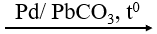 Pd/ PbCO₃, t⁰